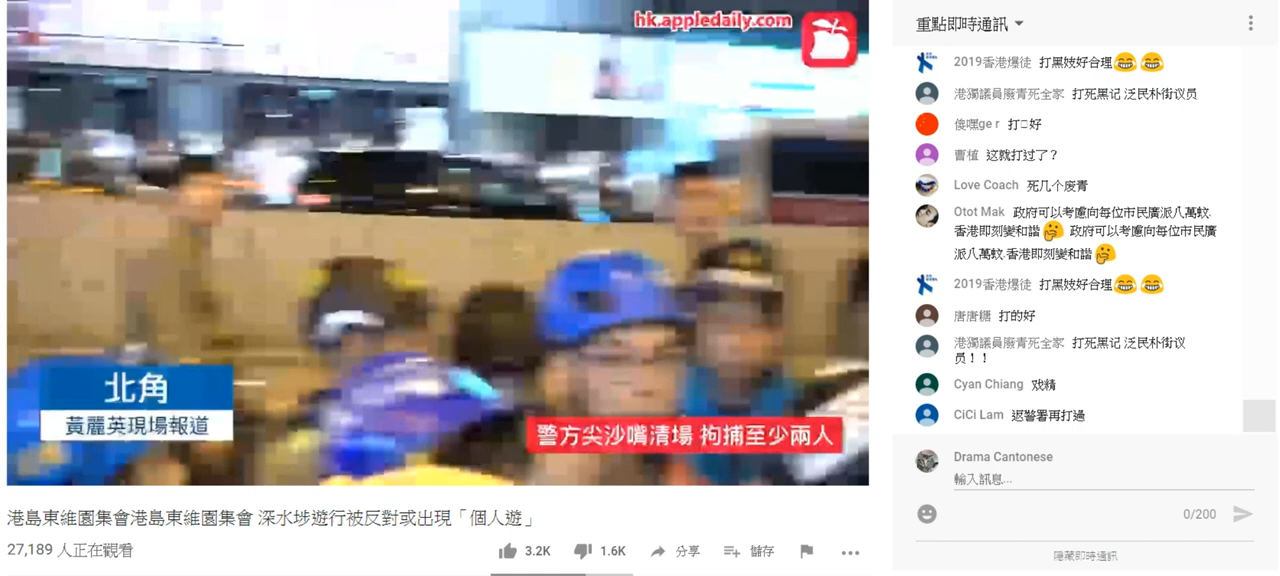 hk.appledaily.com
北角
黃麗英現場報道
警方尖沙嘴清場 拘捕至少兩人
港島東維園集會港島東維園集會 深水埗遊行被反對或出現「個人遊」
27,189 人正在觀看
3.2K
1.6K
分享
儲存
重點即時通訊
2019香港爆徒 打黑妓好合理😂😂
港獨議員廢青死全家 打死黑记 泛民朴街议员
俊嘿ge r 打□好
曹植 这就打过了？
Love Coach 死几个废青
Otot Mak 政府可以考慮向每位市民廣派八萬蚊.
香港即刻變和諧🤔 政府可以考慮向每位市民廣
派八萬蚊.香港即刻變和諧🤔
2019香港爆徒 打黑妓好合理😂😂
唐唐糖 打的好
港獨議員廢青死全家 打死黑记 泛民朴街议
员！！
Cyan Chiang 戏精
CiCi Lam 返警署再打過
Drama Cantonese
輸入訊息...
0/200
隱藏即時通訊